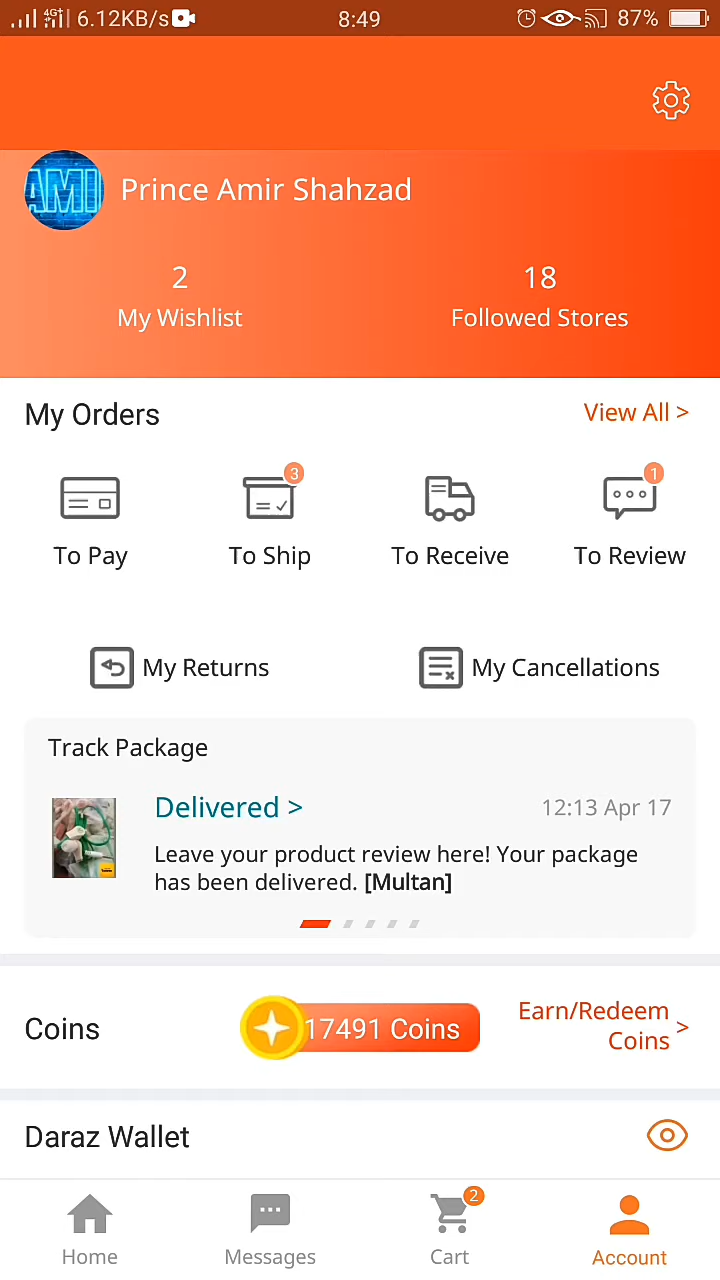 4G+ 6.12KB/s 8:49 87%
AMI
Prince Amir Shahzad
2 18
My Wishlist Followed Stores
My Orders View All >
3 1
To Pay To Ship To Receive To Review
My Returns My Cancellations
Track Package
Delivered > 12:13 Apr 17
Leave your product review here! Your package
has been delivered. [Multan]
Coins 17491 Coins Earn/Redeem Coins >
Daraz Wallet
2
Home Messages Cart Account